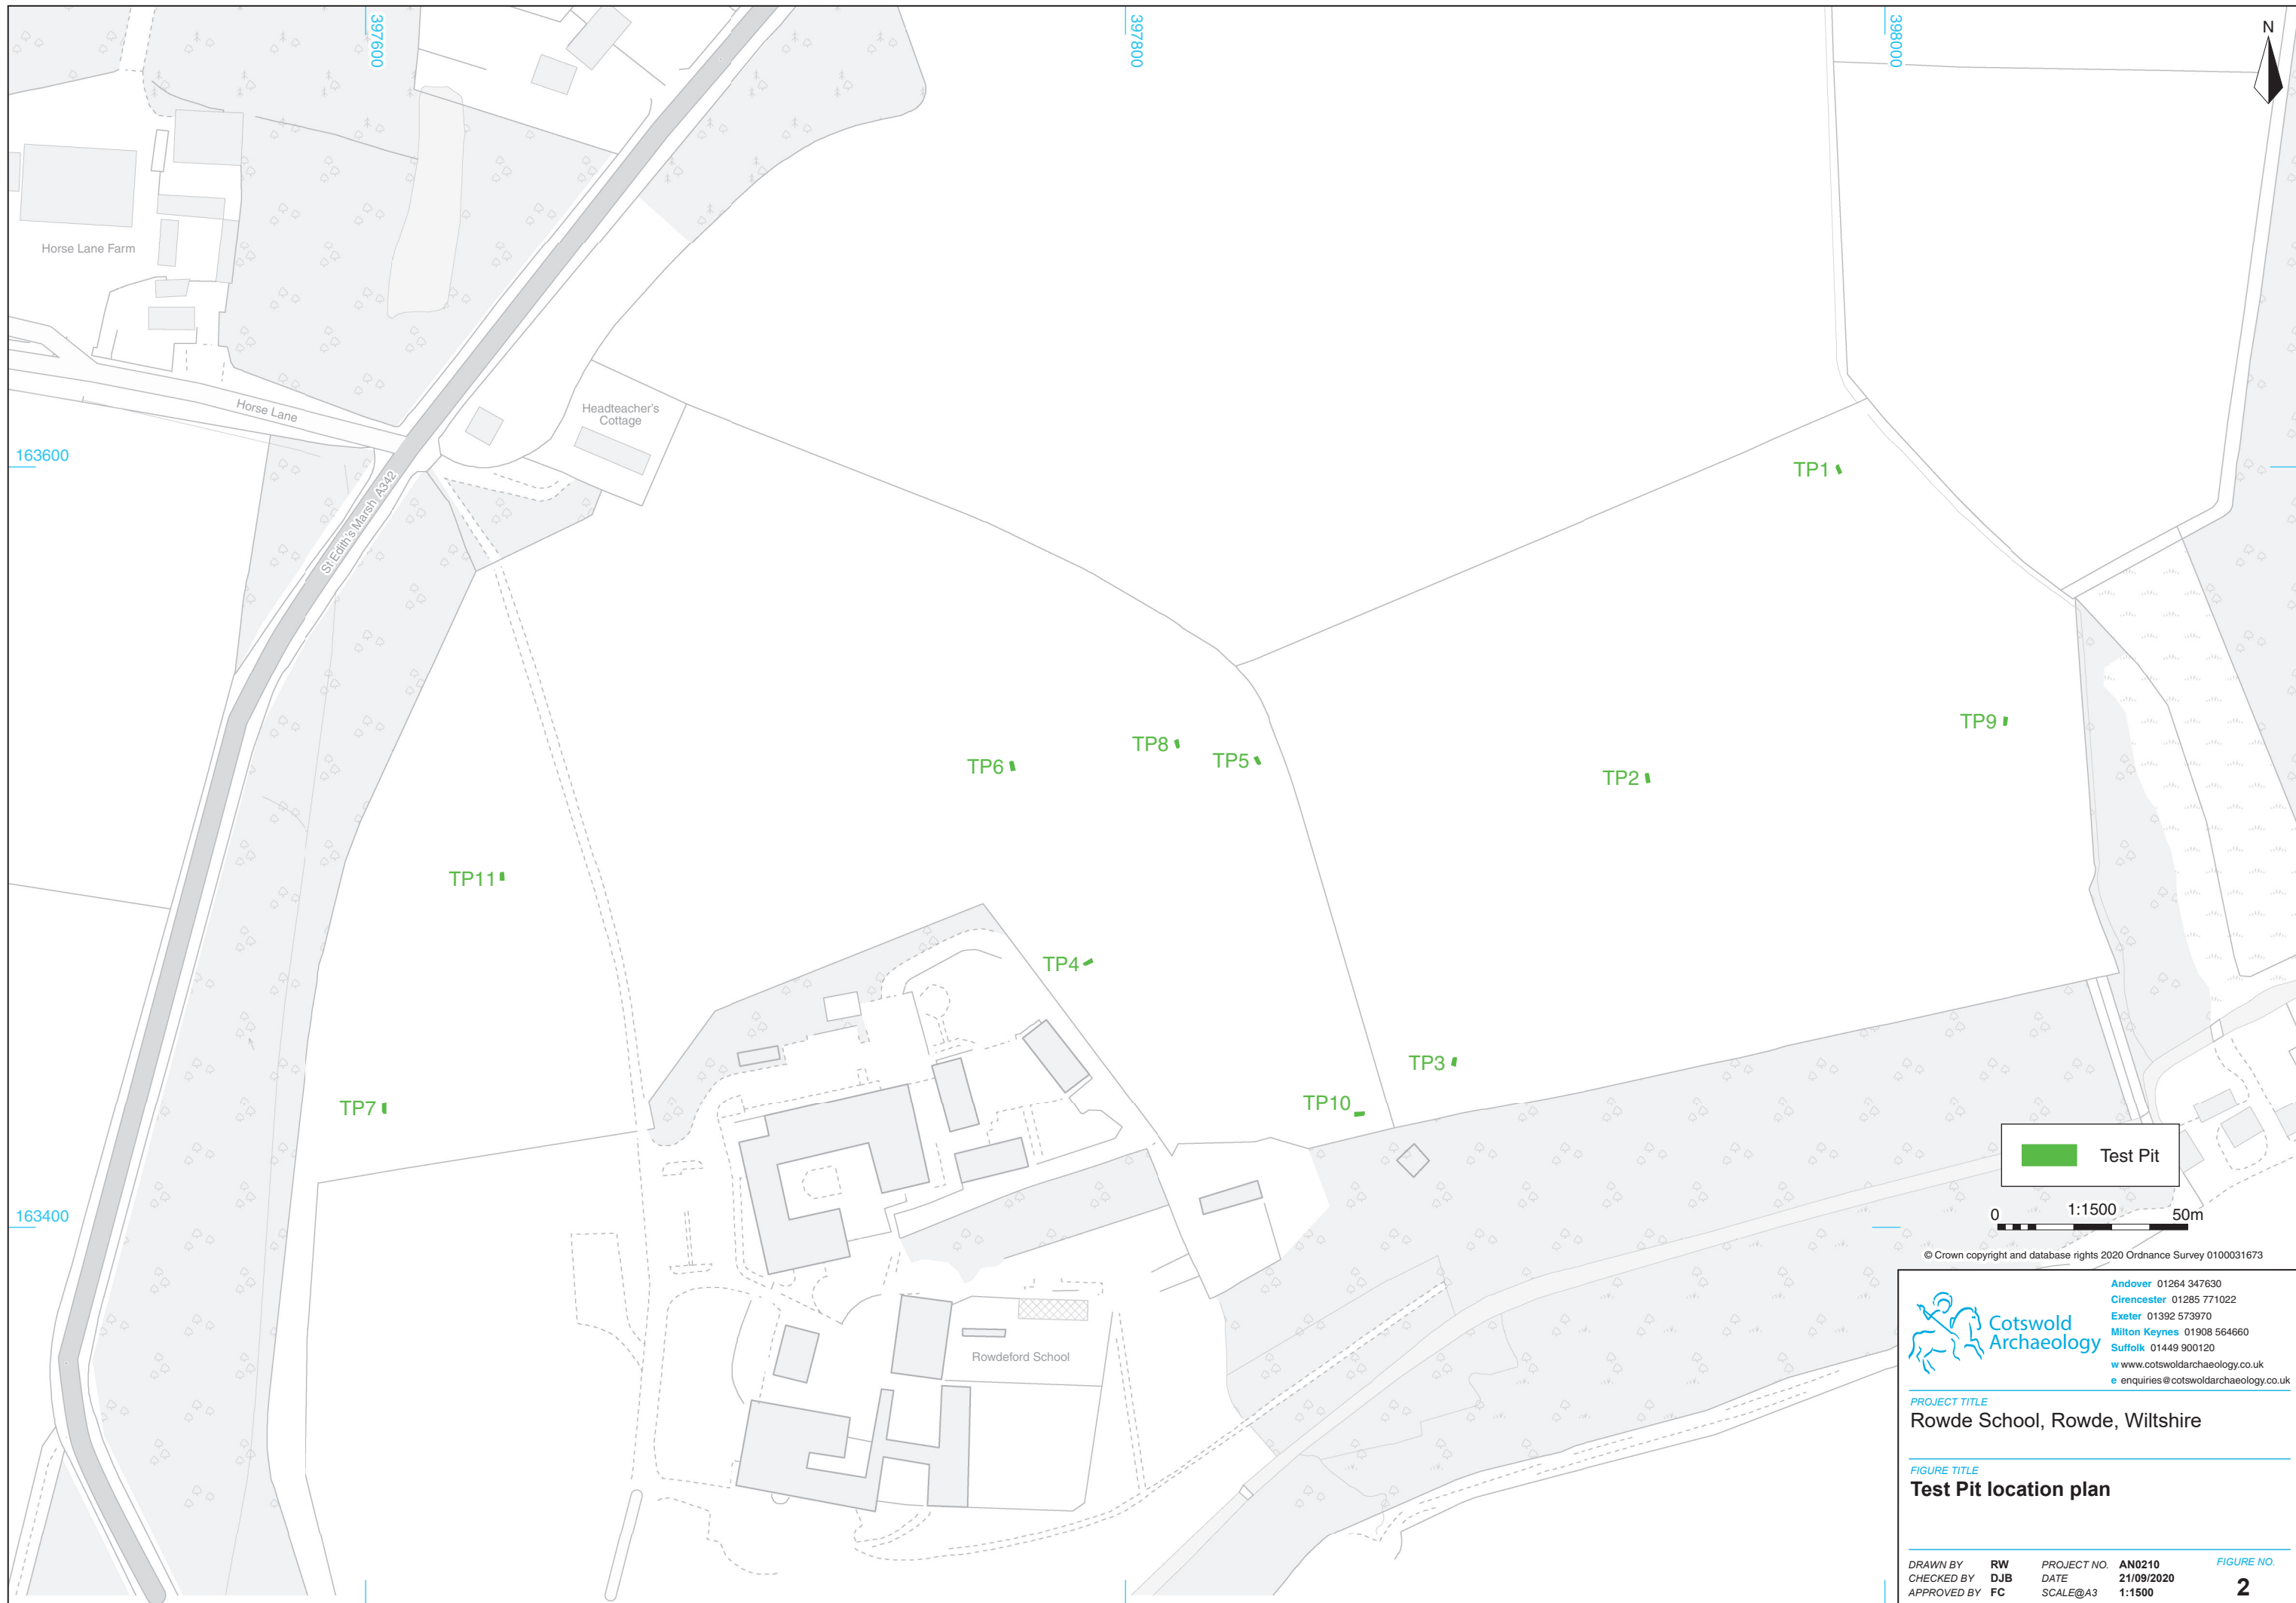 397600
397800
398000
N
Horse Lane Farm
Headteacher's
Cottage
Horse Lane
163600
St Edith's Marsh A342
TP1
TP9
TP8
TP5
TP6
TP2
TP11
TP4
TP3
TP10
TP7
Test Pit
163400
0 1:1500 50m
© Crown copyright and database rights 2020 Ordnance Survey 0100031673
Rowdeford School
Cotswold
Archaeology
Andover 01264 347630
Cirencester 01285 771022
Exeter 01392 573970
Milton Keynes 01908 564660
Suffolk 01449 900120
w www.cotswoldarchaeology.co.uk
e enquiries@cotswoldarchaeology.co.uk
PROJECT TITLE
Rowde School, Rowde, Wiltshire
FIGURE TITLE
Test Pit location plan
DRAWN BY RW PROJECT NO. AN0210 FIGURE NO.
CHECKED BY DJB DATE 21/09/2020
APPROVED BY FC SCALE@A3 1:1500 2